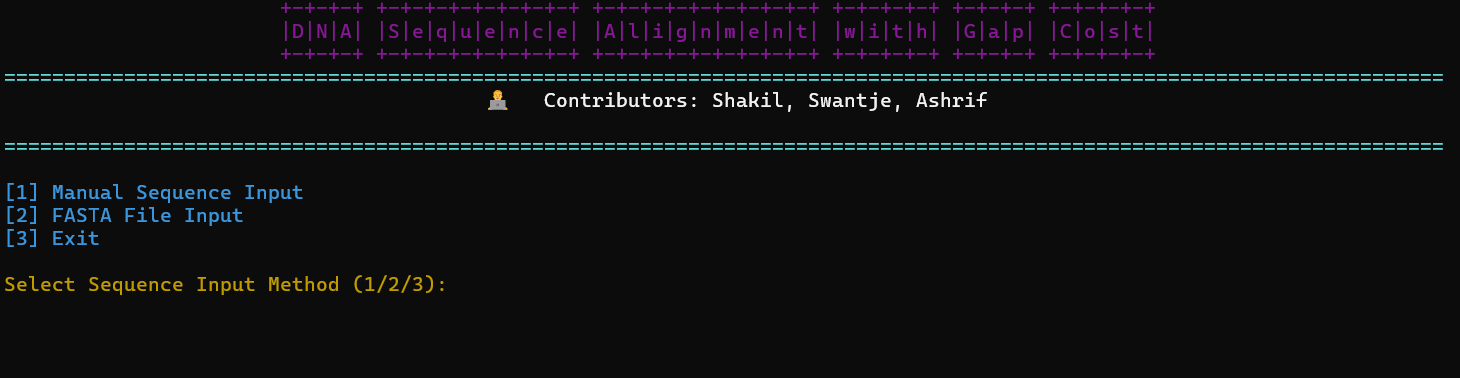 +-+-+-+ +-+-+-+-+-+-+-+-+ +-+-+-+-+-+-+-+-+-+ +-+-+-+-+ +-+-+-+ +-+-+-+-+
|D|N|A| |S|e|q|u|e|n|c|e| |A|l|i|g|n|m|e|n|t| |w|i|t|h| |G|a|p| |C|o|s|t|
+-+-+-+ +-+-+-+-+-+-+-+-+ +-+-+-+-+-+-+-+-+-+ +-+-+-+-+ +-+-+-+ +-+-+-+-+
========================================================================================================================
Contributors: Shakil, Swantje, Ashrif
========================================================================================================================
[1] Manual Sequence Input
[2] FASTA File Input
[3] Exit
Select Sequence Input Method (1/2/3):